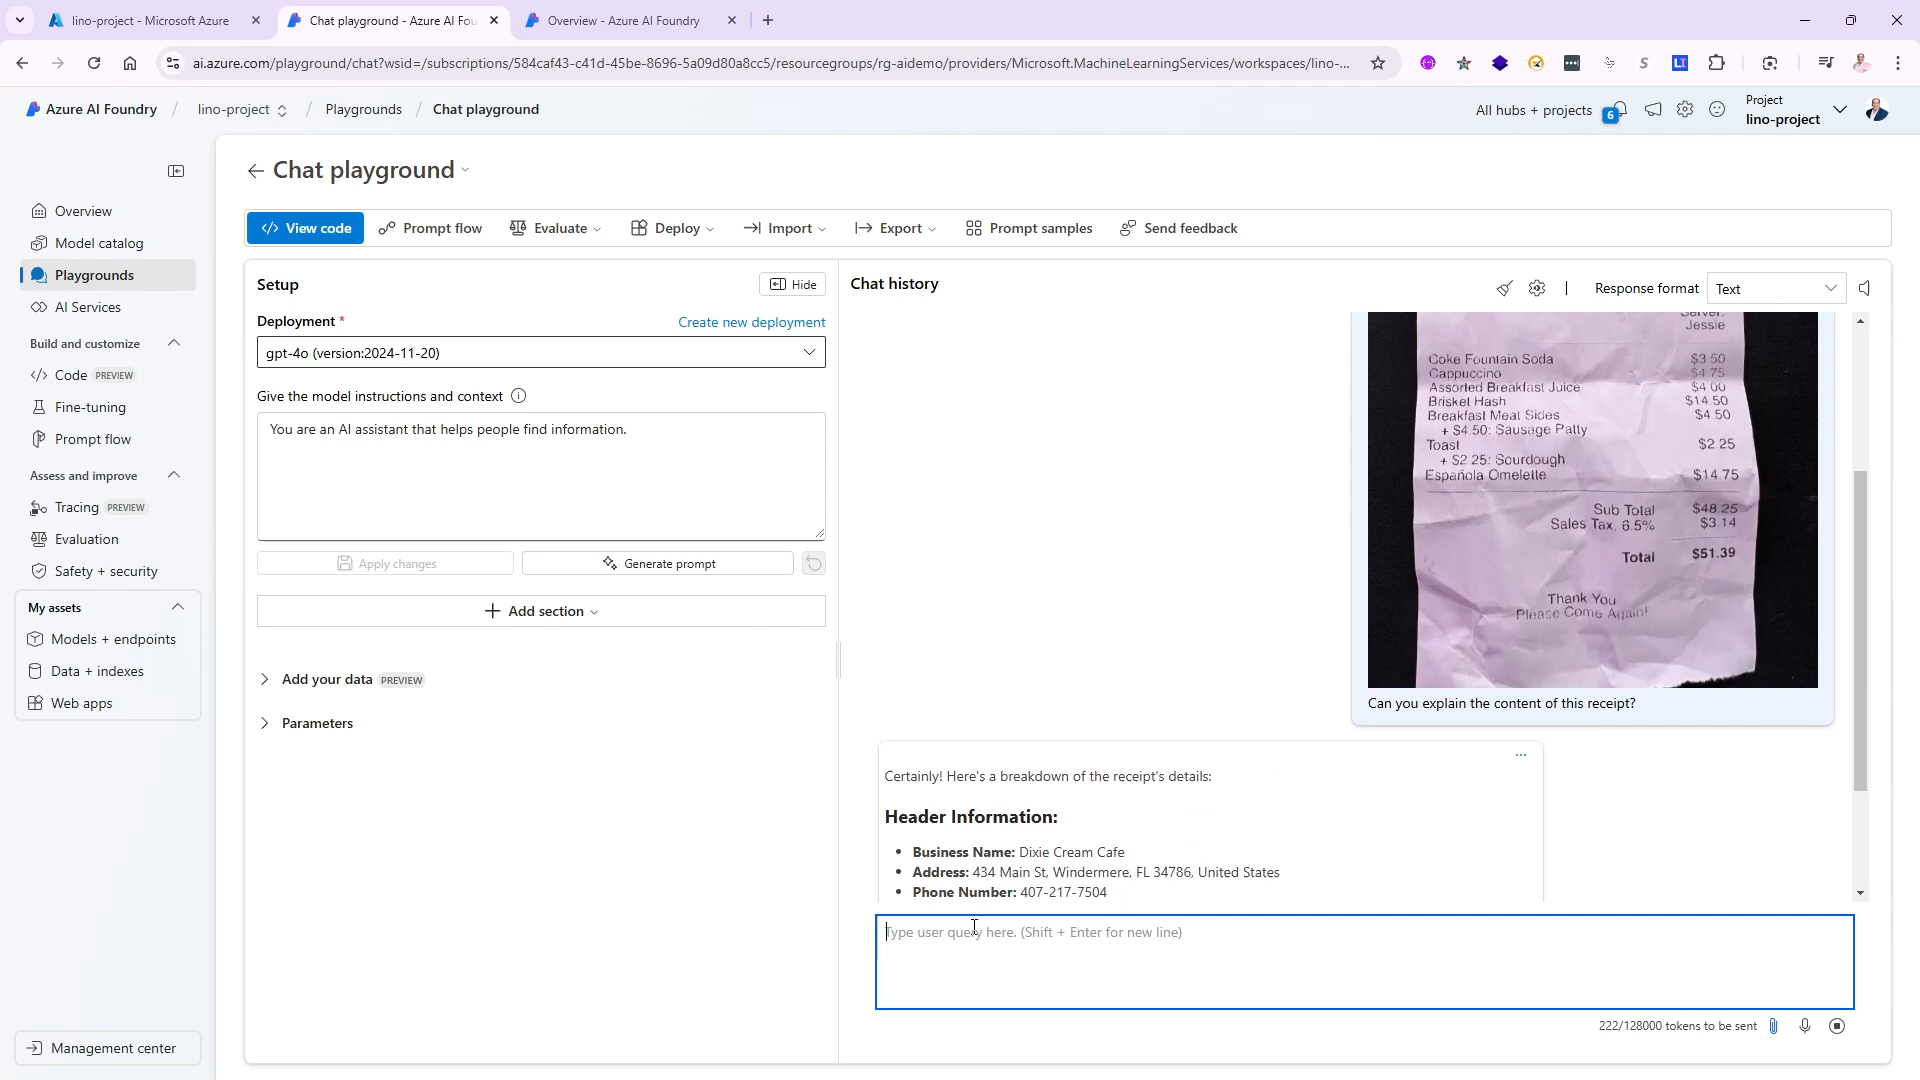 lino-project - Microsoft Azure
Chat playground - Azure AI Fou
Overview - Azure AI Foundry
ai.azure.com/playground/chat?wsid=/subscriptions/584caf43-c41d-45be-8696-5a09d80a8cc5/resourcegroups/rg-aidemo/providers/Microsoft.MachineLearningServices/workspaces/lino-...
Azure AI Foundry / lino-project / Playgrounds / Chat playground
All hubs + projects
6
Project
lino-project
Chat playground
Overview
Model catalog
Playgrounds
AI Services
Build and customize
Code PREVIEW
Fine-tuning
Prompt flow
Assess and improve
Tracing PREVIEW
Evaluation
Safety + security
My assets
Models + endpoints
Data + indexes
Web apps
Management center
View code
Prompt flow
Evaluate
Deploy
Import
Export
Prompt samples
Send feedback
Setup
Hide
Deployment *
Create new deployment
gpt-4o (version:2024-11-20)
Give the model instructions and context
You are an AI assistant that helps people find information.
Apply changes
Generate prompt
Add section
Add your data PREVIEW
Parameters
Chat history
Response format
Text
Server:
Jessie
Coke Fountain Soda $3.50
Cappuccino $4.75
Assorted Breakfast Juice $4.00
Brisket Hash $14.50
Breakfast Meat Sides $4.50
+ $4.50: Sausage Patty
Toast $2.25
+ $2.25: Sourdough
Española Omelette $14.75
Sub Total $48.25
Sales Tax, 6.5% $3.14
Total $51.39
Thank You
Please Come Again!
Can you explain the content of this receipt?
Certainly! Here's a breakdown of the receipt's details:
Header Information:
• Business Name: Dixie Cream Cafe
• Address: 434 Main St, Windermere, FL 34786, United States
• Phone Number: 407-217-7504
Type user query here. (Shift + Enter for new line)
222/128000 tokens to be sent